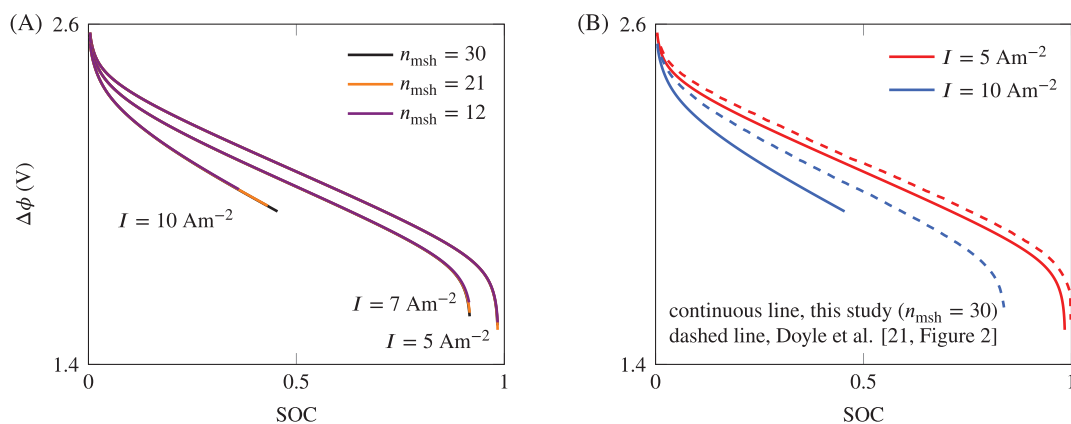 (A)
2.6
1.4
Δϕ (V)
n_msh = 30
n_msh = 21
n_msh = 12
I = 10 Am⁻²
I = 7 Am⁻²
I = 5 Am⁻²
0
0.5
1
SOC
(B)
2.6
1.4
I = 5 Am⁻²
I = 10 Am⁻²
continuous line, this study (n_msh = 30)
dashed line, Doyle et al. [21, Figure 2]
0
0.5
1
SOC